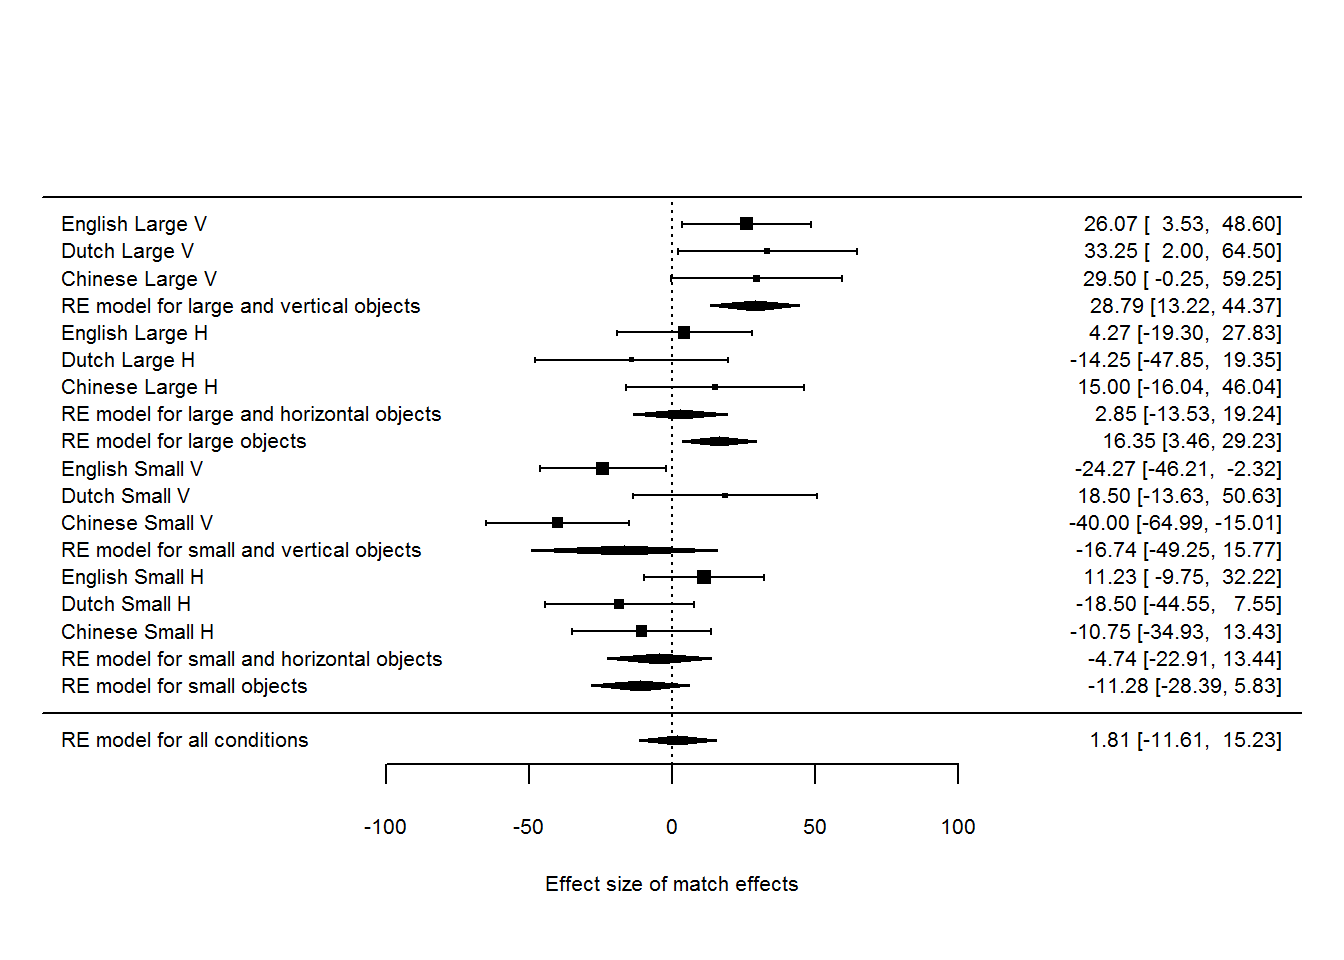 English Large V 26.07 [ 3.53, 48.60]
Dutch Large V 33.25 [ 2.00, 64.50]
Chinese Large V 29.50 [ -0.25, 59.25]
RE model for large and vertical objects 28.79 [13.22, 44.37]
English Large H 4.27 [-19.30, 27.83]
Dutch Large H -14.25 [-47.85, 19.35]
Chinese Large H 15.00 [-16.04, 46.04]
RE model for large and horizontal objects 2.85 [-13.53, 19.24]
RE model for large objects 16.35 [3.46, 29.23]
English Small V -24.27 [-46.21, -2.32]
Dutch Small V 18.50 [-13.63, 50.63]
Chinese Small V -40.00 [-64.99, -15.01]
RE model for small and vertical objects -16.74 [-49.25, 15.77]
English Small H 11.23 [ -9.75, 32.22]
Dutch Small H -18.50 [-44.55, 7.55]
Chinese Small H -10.75 [-34.93, 13.43]
RE model for small and horizontal objects -4.74 [-22.91, 13.44]
RE model for small objects -11.28 [-28.39, 5.83]
RE model for all conditions 1.81 [-11.61, 15.23]
-100 -50 0 50 100
Effect size of match effects